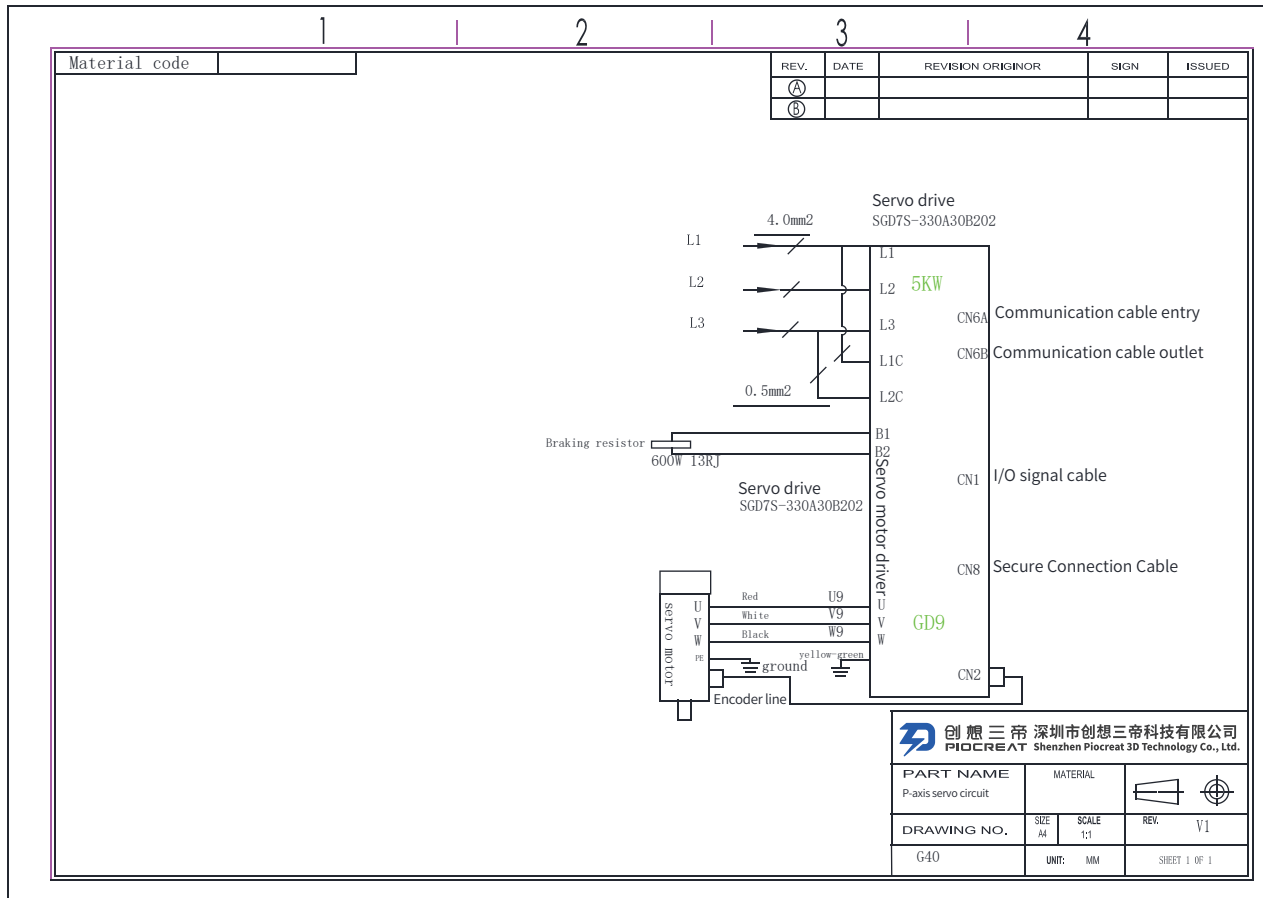 1 2 3 4
Material code
REV. DATE REVISION ORIGINOR SIGN ISSUED
A
B
Servo drive
SGD7S-330A30B202
4.0mm2
L1 L1
L2 L2 5KW
L3 L3 CN6A Communication cable entry
CN6B Communication cable outlet
L1C
0.5mm2 L2C
B1
Braking resistor B2
600W 13RJ
Servo drive
SGD7S-330A30B202
Servo motor driver
CN1 I/O signal cable
CN8 Secure Connection Cable
servo motor
U Red U9 U
V White V9 V GD9
W Black W9 W
PE yellow-green
ground
CN2
Encoder line
创想三帝 深圳市创想三帝科技有限公司
PIOCREAT Shenzhen Piocreat 3D Technology Co., Ltd.
PART NAME MATERIAL
P-axis servo circuit
DRAWING NO. SIZE SCALE REV. V1
A4 1:1
G40 UNIT: MM SHEET 1 OF 1